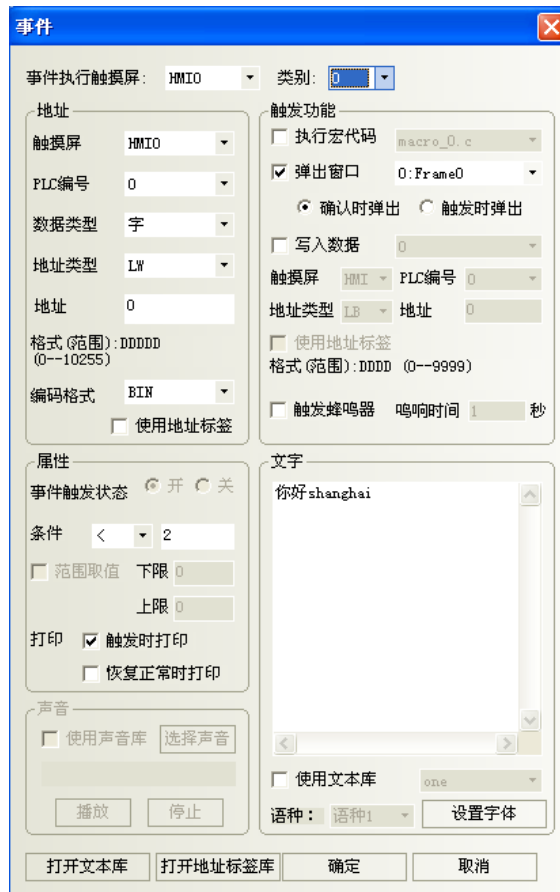 事件
事件执行触摸屏: HMI0 类别: 0
地址
触摸屏 HMI0
PLC编号 0
数据类型 字
地址类型 LW
地址 0
格式(范围):DDDDD
(0--10255)
编码格式 BIN
使用地址标签
触发功能
执行宏代码 macro_0.c
弹出窗口 0:Frame0
确认时弹出 触发时弹出
写入数据 0
触摸屏 HMI PLC编号 0
地址类型 LB 地址 0
使用地址标签
格式(范围):DDDD (0--9999)
触发蜂鸣器 鸣响时间 1 秒
属性
事件触发状态 开 关
条件 < 2
范围取值 下限 0
上限 0
打印 触发时打印
恢复正常时打印
声音
使用声音库 选择声音
播放 停止
文字
你好shanghai
使用文本库 one
语种: 语种1 设置字体
打开文本库 打开地址标签库 确定 取消